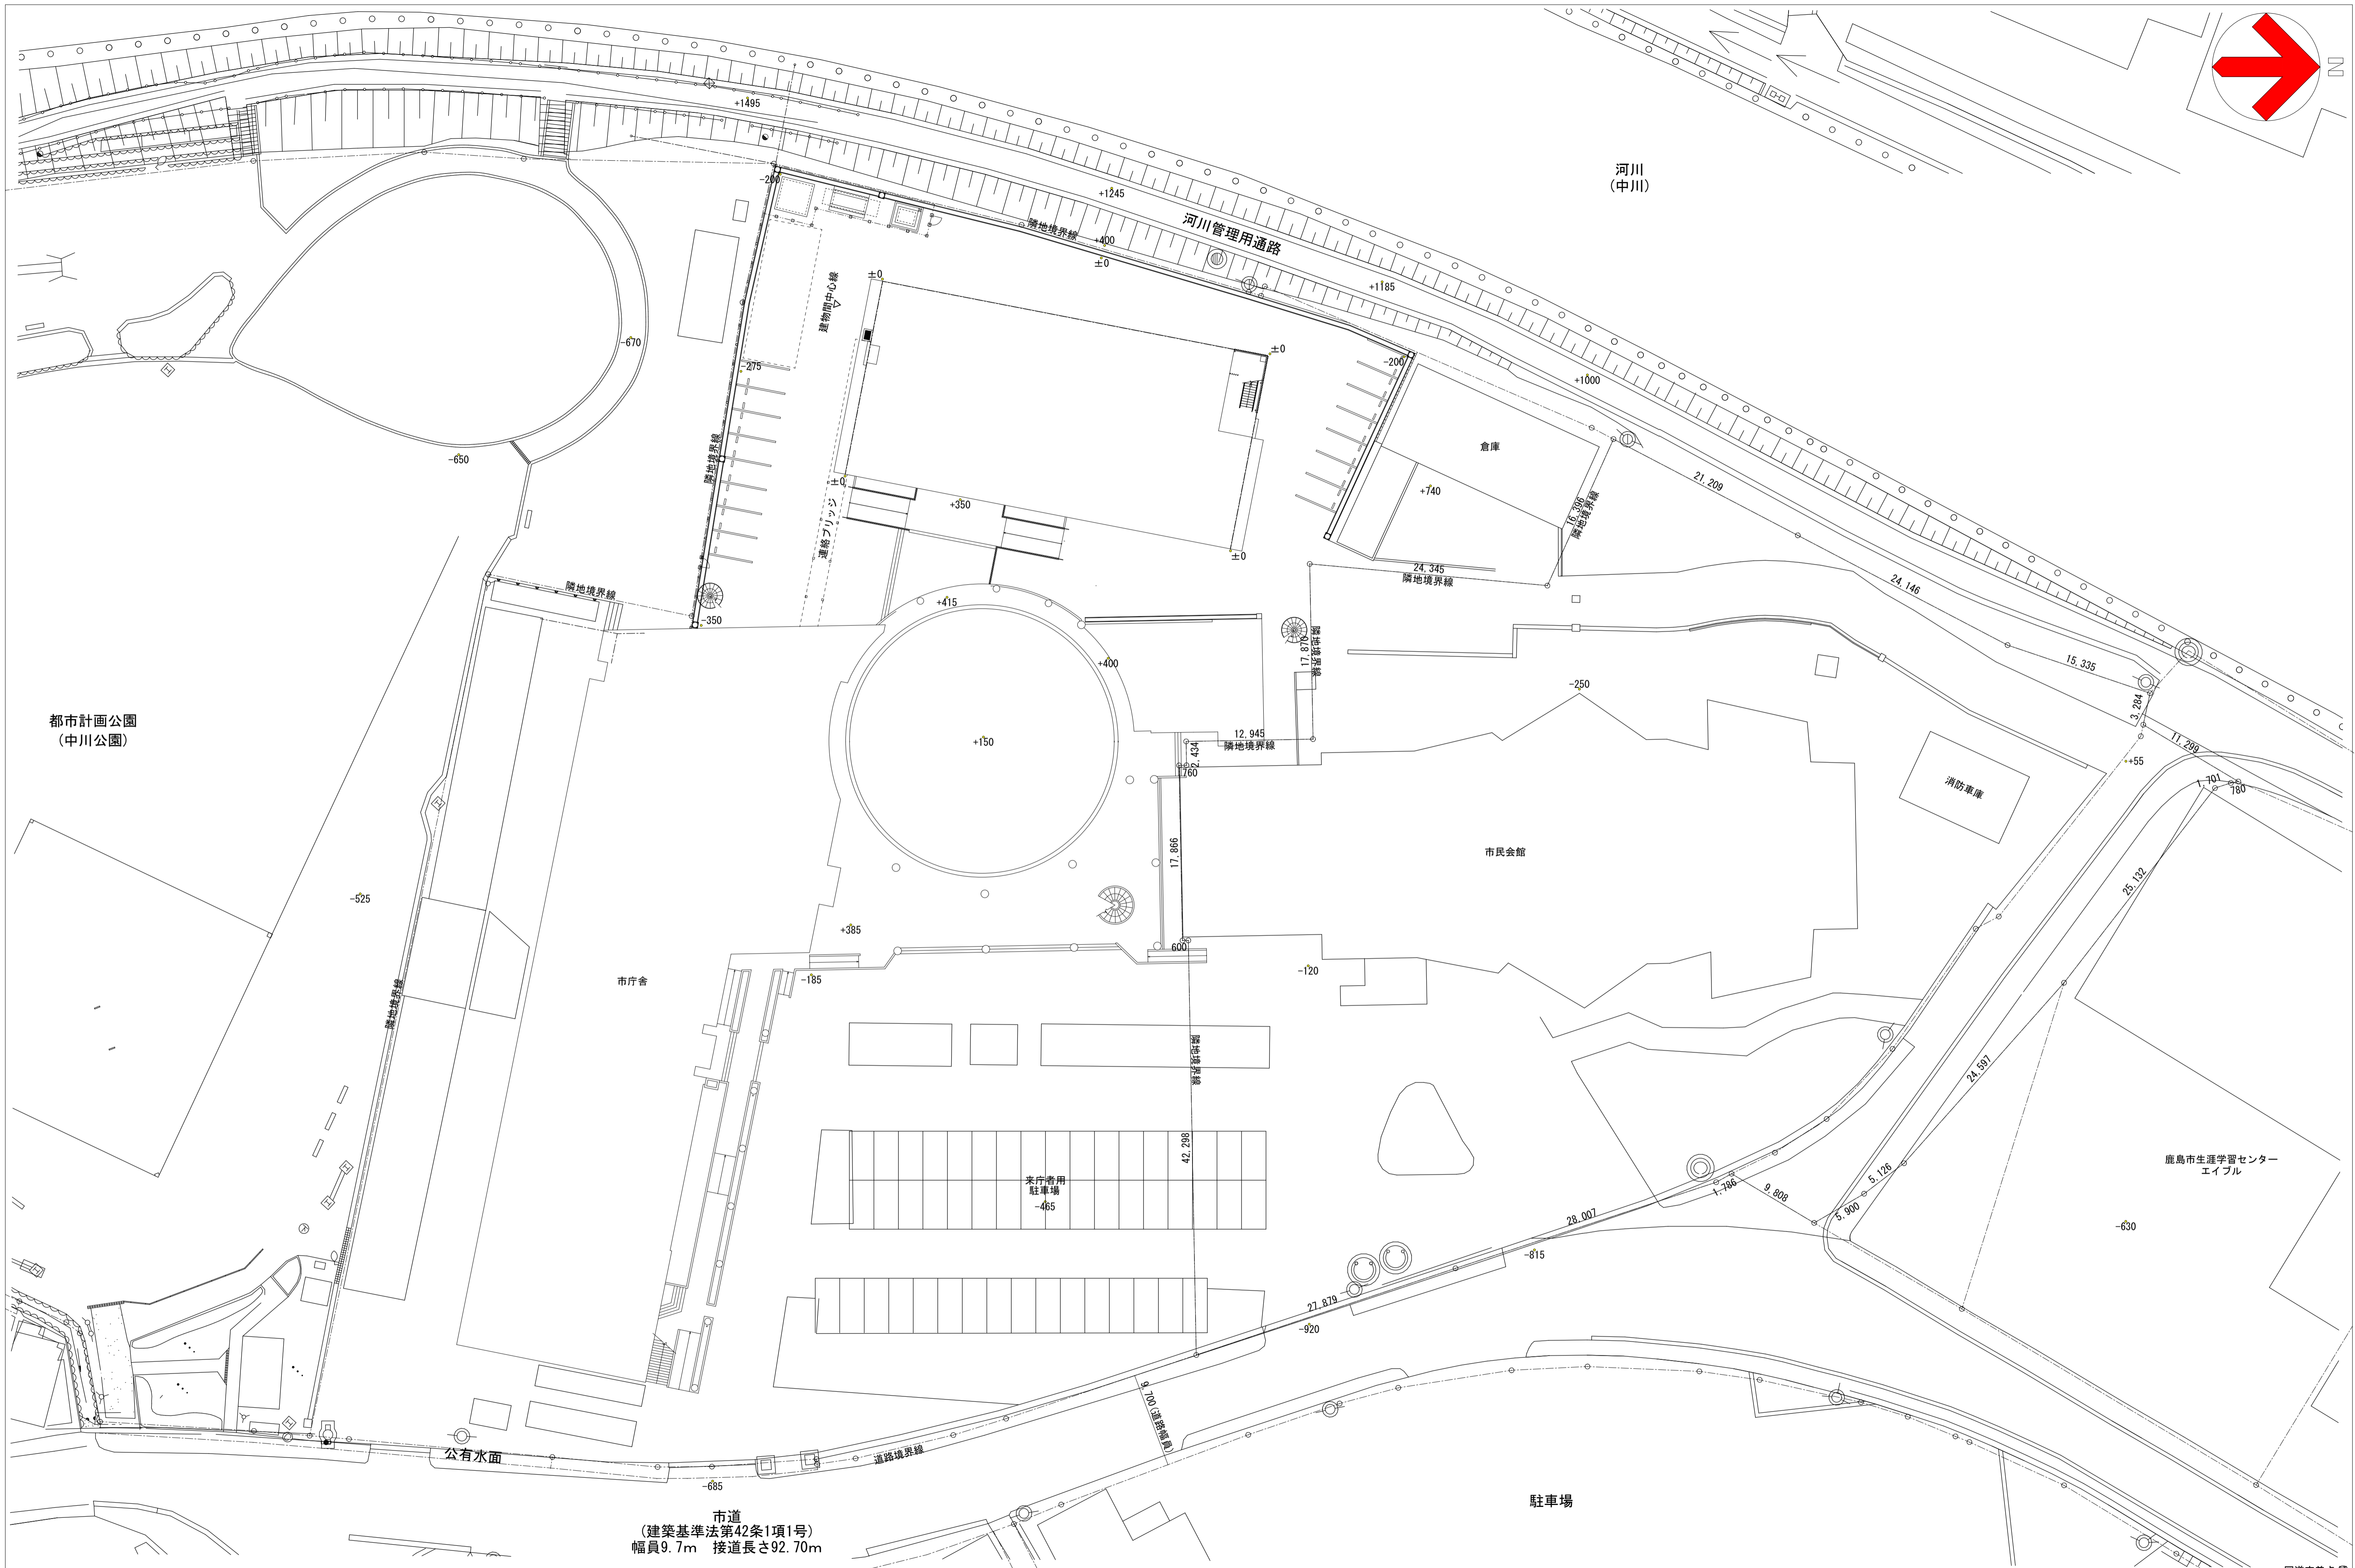 +1495
N
河川
(中川)
-200
+1245
河川管理用通路
隣地境界線
+400
±0
±0
+1185
建物間中心線
-670
±0
-200
+1000
-275
倉庫
隣地境界線
-650
±0
+350
+740
21,209
16,396
隣地境界線
連絡ブリッジ
±0
24,345
隣地境界線
24,146
隣地境界線
+415
-350
17,870
隣地境界線
+400
15,335
-250
3,284
都市計画公園
(中川公園)
+150
12,945
隣地境界線
2,434
760
11,299
+55
1,701
780
消防車庫
17,866
市民会館
25,132
-525
+385
600
-120
-185
市庁舎
隣地境界線
隣地境界線
24,597
42,298
来庁者用
駐車場
-465
1,786
9,808
5,126
5,900
鹿島市生涯学習センター
エイブル
-630
28,007
-815
27,879
-920
9,700(道路幅員)
公有水面
道路境界線
-685
市道
(建築基準法第42条1項1号)
幅員9.7m 接道長さ92.70m
駐車場